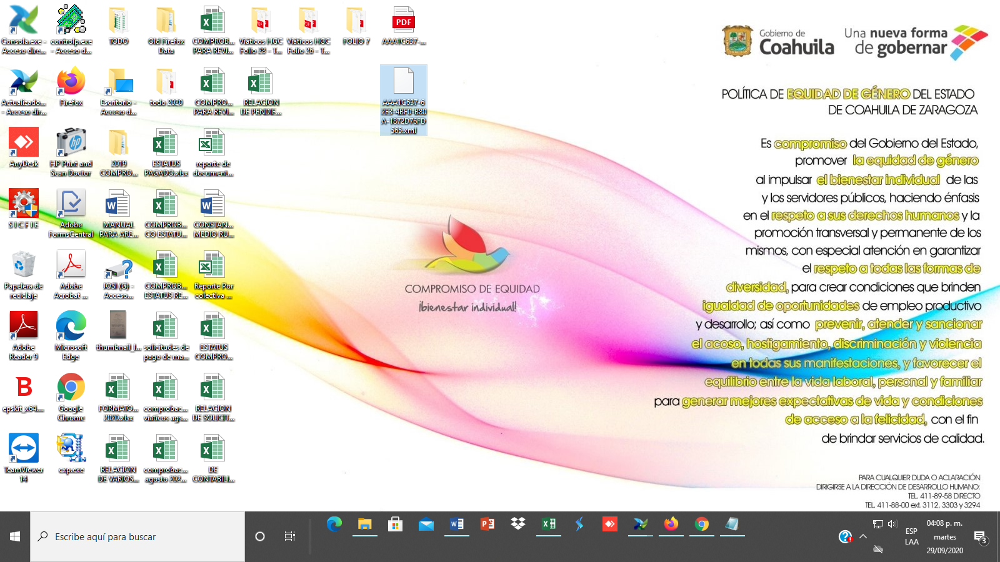 Consola.exe -
Acceso dire...
controlp.exe
- Acceso d...
TODO
Old Firefox
Data
COMPROB...
PARA REVI...
Viaticos HGC
Folio 28 - T...
Viaticos HGC
Folio 26 - T...
FOLIO 7
AAA1C637-...
PDF
Actualizado...
- Acceso dir...
Firefox
Escritorio -
Acceso d...
todo 2020
COMPRO...
PARA REVI...
RELACION
DE PENDIE...
AAA1C637-6
2E3-4BF0-B80
A-1872D76FD
565.xml
AnyDesk
HP Print and
Scan Doctor
2019
COMPRO...
ESTATUS
PAGADO.xlsx
reporte de
document...
S I C F I E
Adobe
FormsCentral
MANUAL
PARA ARE...
COMPROB...
CO ESTATU...
CONSTAN...
MEDIO RU...
Papelera de
reciclaje
Adobe
Acrobat ...
JOSI (G) -
Acceso...
COMPROB...
ESTATUS RE...
Reporte Por
colectiva ...
Adobe
Reader 9
Microsoft
Edge
thumbnail_I...
solicitudes de
pago de ma...
ESTATUS
COMPRO...
epskit_x64....
Google
Chrome
FORMATO...
2020.xlsx
comprobac...
viaticos ags...
RELACION
DE SOLICIT...
TeamViewer
14
cxp.exe
RELACION
DE VARIOS...
comprobac...
agosto 202...
DE
CONTABILI...
COMPROMISO DE EQUIDAD
¡bienestar individual!
Gobierno de
Coahuila
Una nueva forma
de gobernar
POLÍTICA DE EQUIDAD DE GÉNERO DEL ESTADO
DE COAHUILA DE ZARAGOZA
Es compromiso del Gobierno del Estado,
promover la equidad de género
al impulsar el bienestar individual de las
y los servidores públicos, haciendo énfasis
en el respeto a sus derechos humanos y la
promoción transversal y permanente de los
mismos, con especial atención en garantizar
el respeto a todas las formas de
diversidad, para crear condiciones que brinden
igualdad de oportunidades de empleo productivo
y desarrollo; así como prevenir, atender y sancionar
el acoso, hostigamiento, discriminación y violencia
en todas sus manifestaciones, y favorecer el
equilibrio entre la vida laboral, personal y familiar
para generar mejores expectativas de vida y condiciones
de acceso a la felicidad, con el fin
de brindar servicios de calidad.
PARA CUALQUIER DUDA O ACLARACIÓN
DIRIGIRSE A LA DIRECCIÓN DE DESARROLLO HUMANO:
TEL. 411-89-58 DIRECTO
TEL. 411-88-00 ext. 3112, 3303 y 3294
Escribe aquí para buscar
ESP
LAA
04:08 p. m.
martes
29/09/2020
3